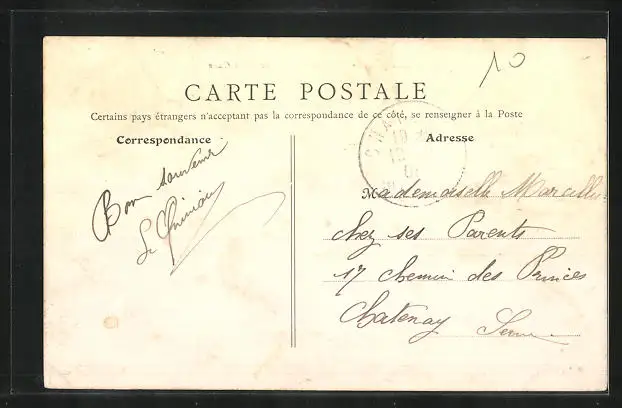 10
CARTE POSTALE
Certains pays étrangers n'acceptant pas la correspondance de ce côté, se renseigner à la Poste
Correspondance
Adresse
Bon souvenir
Mademoiselle Marcelle
chez ses Parents
17 chemin des Princes
Chatenay Seine